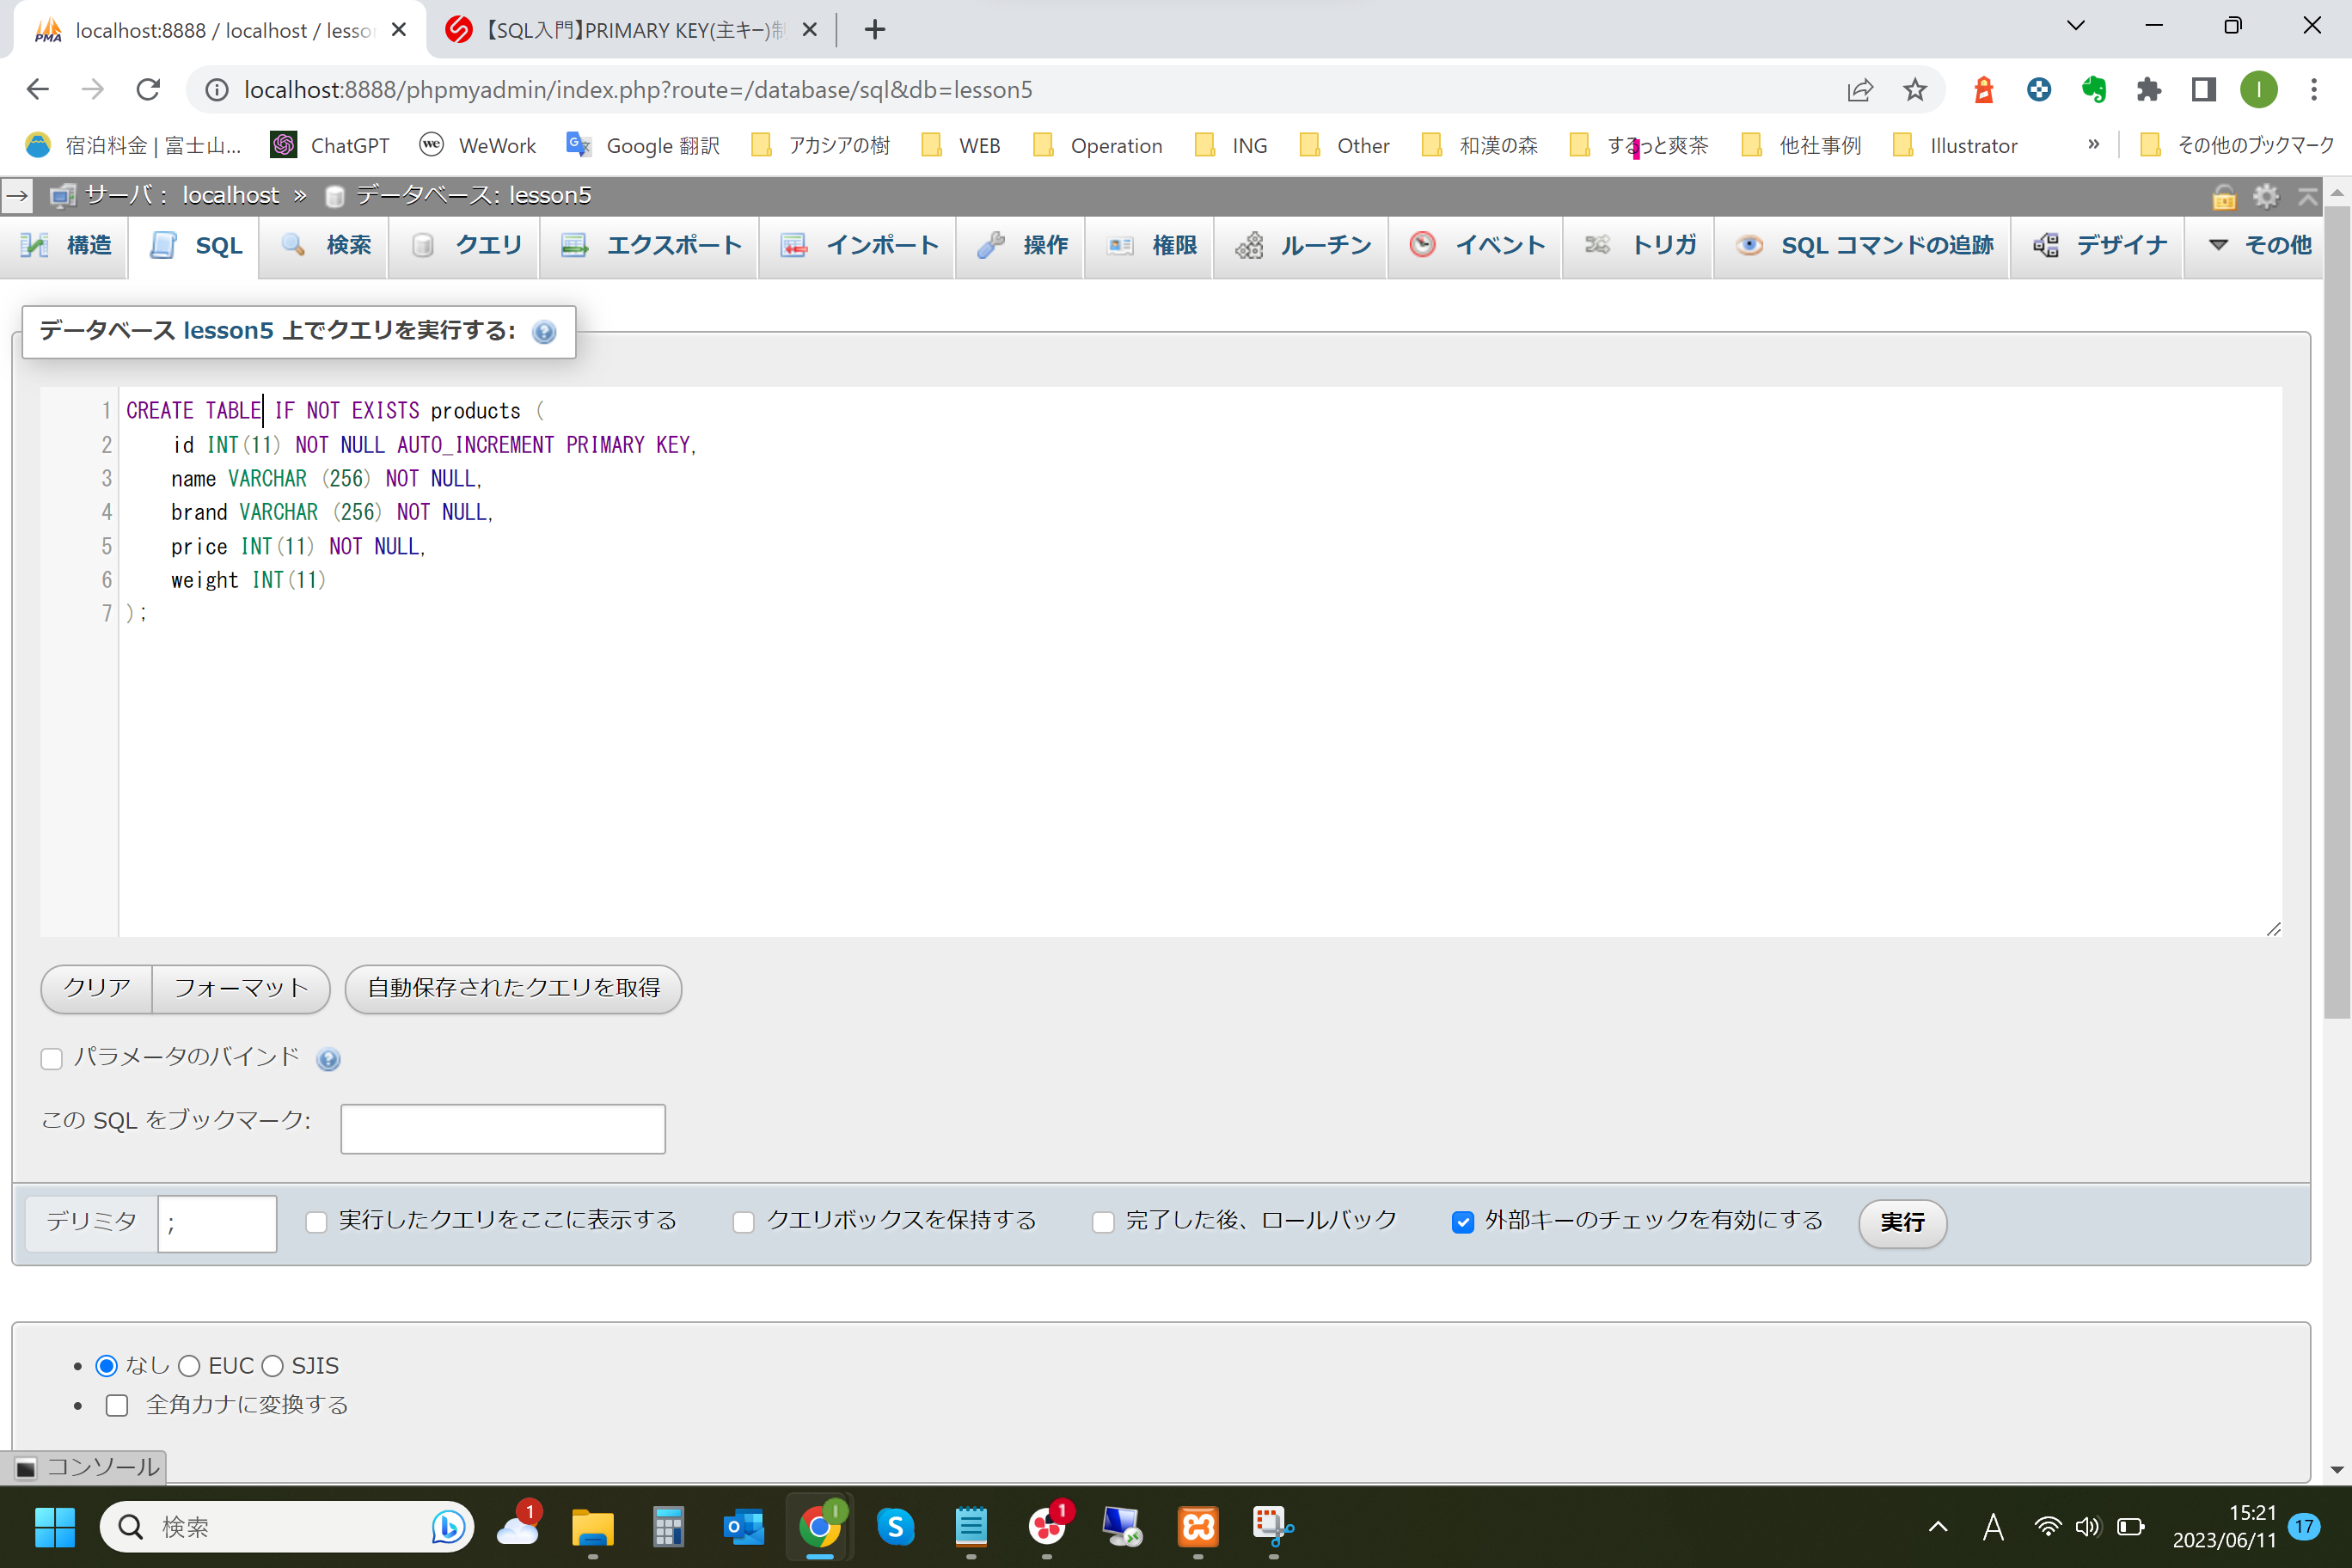 localhost:8888 / localhost / lesso
【SQL入門】PRIMARY KEY(主キー)制
localhost:8888/phpmyadmin/index.php?route=/database/sql&db=lesson5
I
宿泊料金 | 富士山... ChatGPT WeWork Google 翻訳 アカシアの樹 WEB Operation ING Other 和漢の森 するっと爽茶 他社事例 Illustrator » その他のブックマーク
サーバ： localhost » データベース: lesson5
構造 SQL 検索 クエリ エクスポート インポート 操作 権限 ルーチン イベント トリガ SQL コマンドの追跡 デザイナ その他
データベース lesson5 上でクエリを実行する:
1 CREATE TABLE IF NOT EXISTS products (
2 id INT(11) NOT NULL AUTO_INCREMENT PRIMARY KEY,
3 name VARCHAR (256) NOT NULL,
4 brand VARCHAR (256) NOT NULL,
5 price INT(11) NOT NULL,
6 weight INT(11)
7 );
クリア フォーマット 自動保存されたクエリを取得
パラメータのバインド
この SQL をブックマーク:
デリミタ ; 実行したクエリをここに表示する クエリボックスを保持する 完了した後、ロールバック 外部キーのチェックを有効にする 実行
なし EUC SJIS
全角カナに変換する
コンソール
検索
1
1
A
15:21
2023/06/11
17